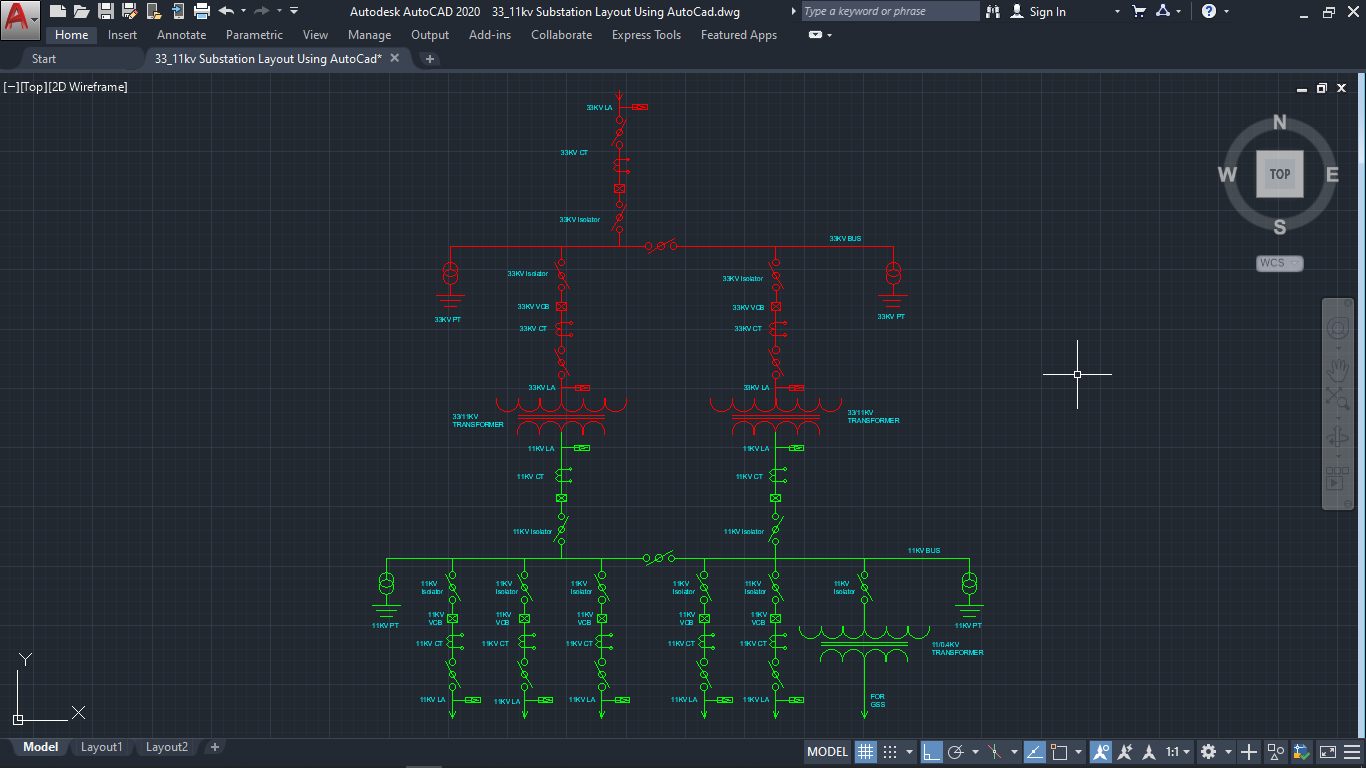 Autodesk AutoCAD 2020 33_11kv Substation Layout Using AutoCad.dwg
Type a keyword or phrase
Sign In
Home Insert Annotate Parametric View Manage Output Add-ins Collaborate Express Tools Featured Apps
Start
33_11kv Substation Layout Using AutoCad*
[−][Top][2D Wireframe]
N
W TOP E
S
WCS
33KV LA
33KV CT
33KV Isolator
33KV BUS
33KV Isolator
33KV Isolator
33KV VCB
33KV VCB
33KV PT
33KV PT
33KV CT
33KV CT
33KV LA
33KV LA
33/11KV
TRANSFORMER
33/11KV
TRANSFORMER
11KV LA
11KV LA
11KV CT
11KV CT
11KV Isolator
11KV Isolator
11KV BUS
11KV
Isolator
11KV
Isolator
11KV
Isolator
11KV
Isolator
11KV
Isolator
11KV
Isolator
11KV PT
11KV
VCB
11KV
VCB
11KV
VCB
11KV
VCB
11KV
VCB
11KV PT
11KV CT
11KV CT
11KV CT
11KV CT
11KV CT
11/0.4KV
TRANSFORMER
11KV LA
11KV LA
11KV LA
11KV LA
11KV LA
FOR
GSS
Y
X
Model Layout1 Layout2
MODEL
1:1